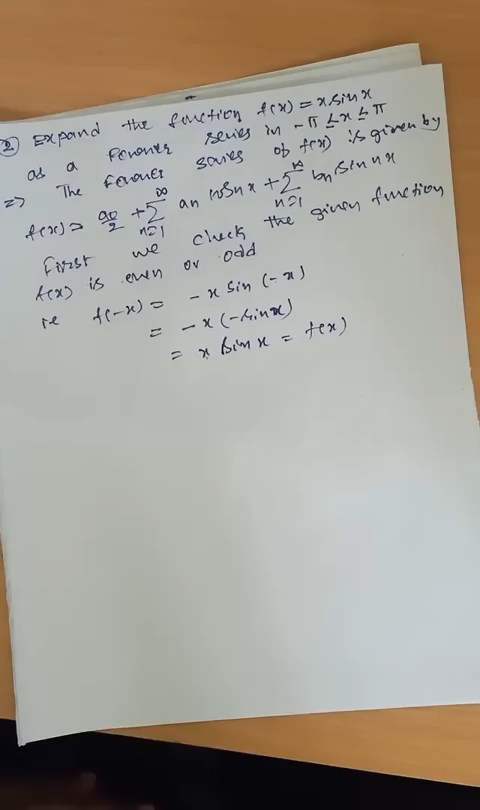 ② Expand the function f(x) = x sin x
as a Fourier series in -π ≤ x ≤ π
=> The Fourier series of f(x) is given by
f(x) = a0/2 + ∑_{n=1}^{∞} an cos n x + ∑_{n=1}^{∞} bn sin n x
First we check the given function
f(x) is even or odd
ie f(-x) = -x sin (-x)
= -x (-sin x)
= x sin x = f(x)